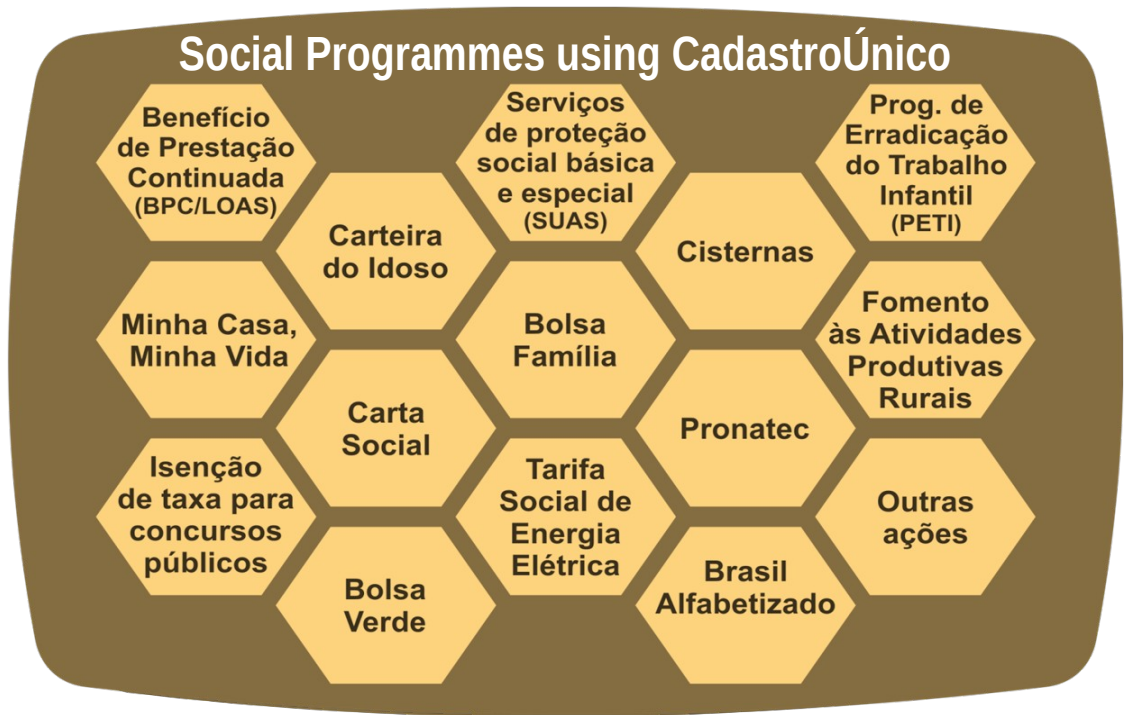 Social Programmes using CadastroÚnico
Benefício
de Prestação
Continuada
(BPC/LOAS)
Serviços
de proteção
social básica
e especial
(SUAS)
Prog. de
Erradicação
do Trabalho
Infantil
(PETI)
Carteira
do Idoso
Cisternas
Minha Casa,
Minha Vida
Bolsa
Família
Fomento
às Atividades
Produtivas
Rurais
Carta
Social
Pronatec
Isenção
de taxa para
concursos
públicos
Tarifa
Social de
Energia
Elétrica
Outras
ações
Bolsa
Verde
Brasil
Alfabetizado